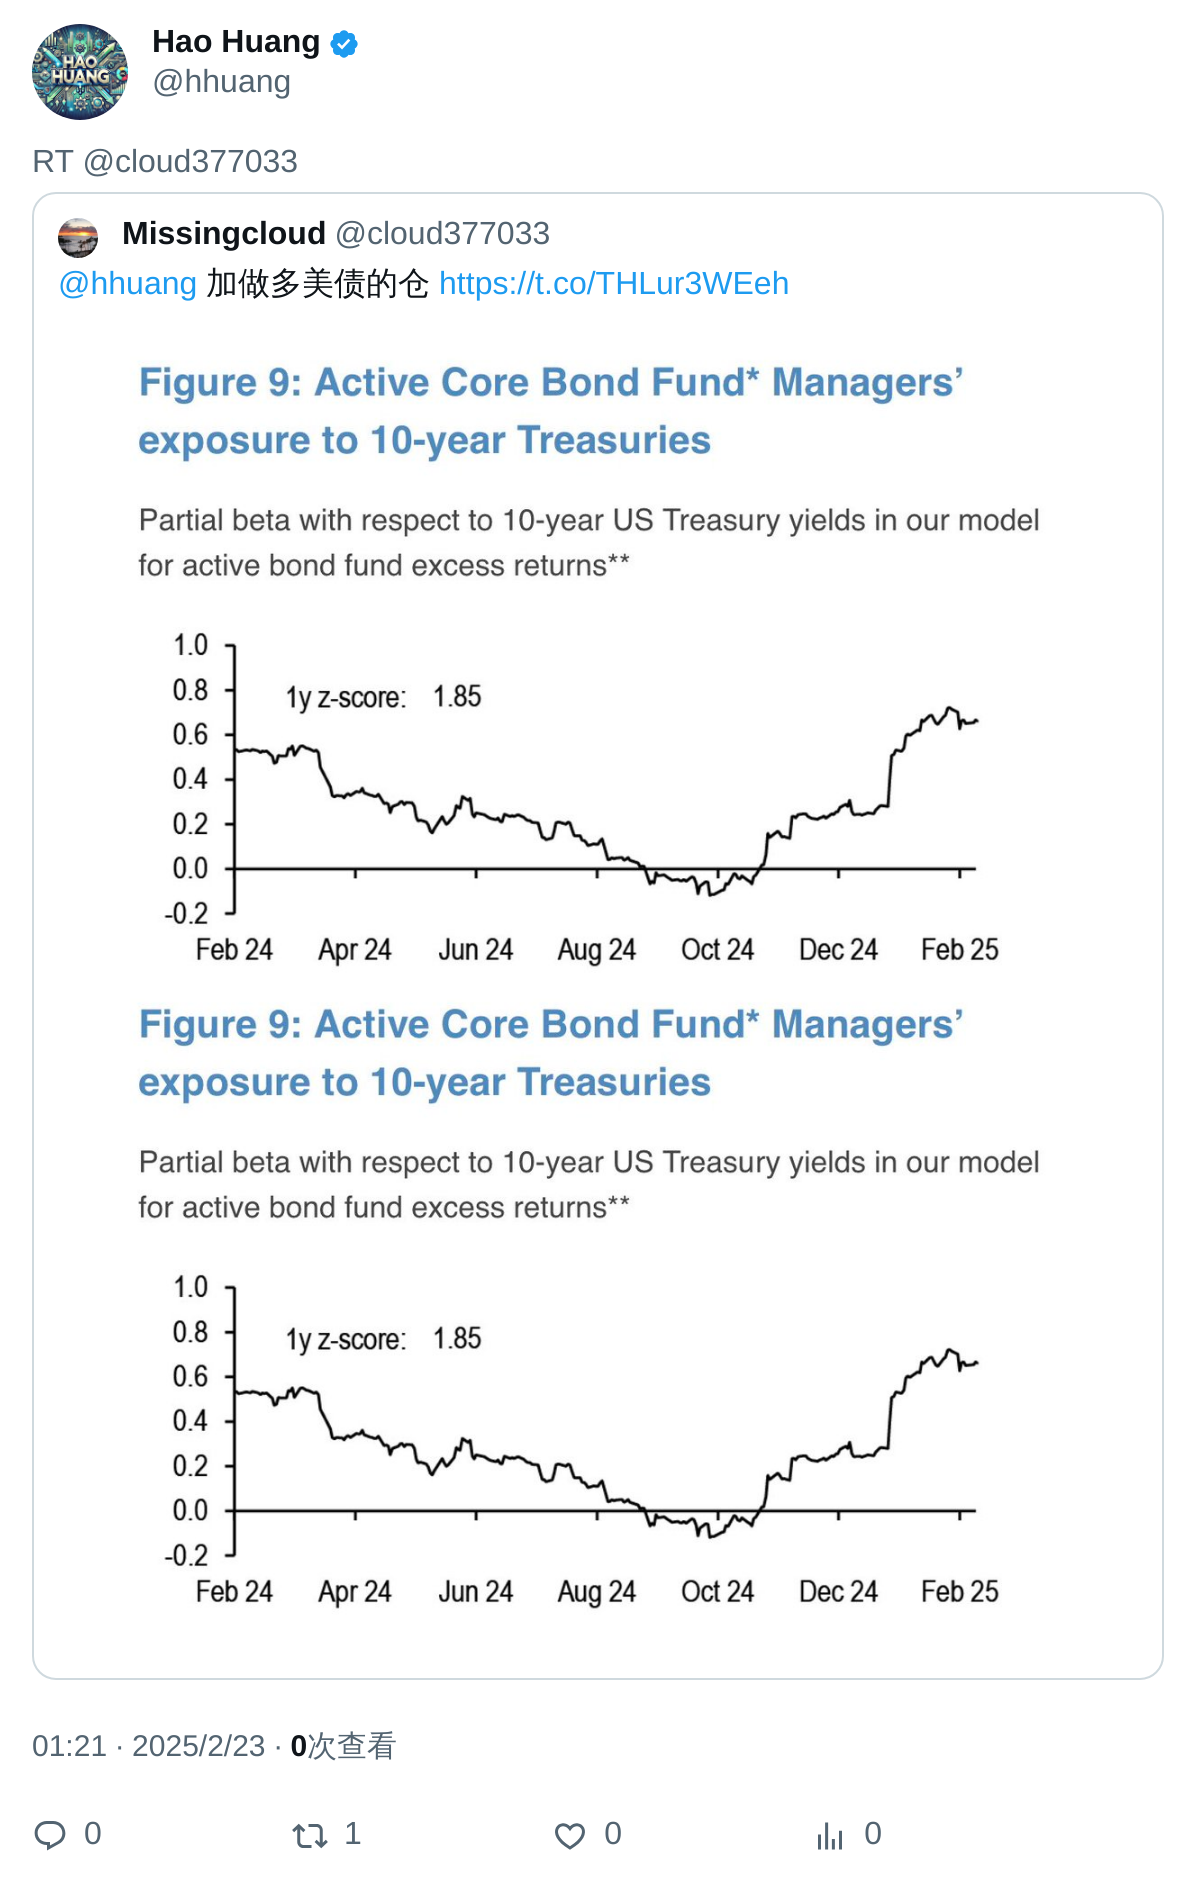 HAO
HUANG
Hao Huang
@hhuang
RT @cloud377033
Missingcloud @cloud377033
@hhuang 加做多美债的仓 https://t.co/THLur3WEeh
Figure 9: Active Core Bond Fund* Managers’
exposure to 10-year Treasuries
Partial beta with respect to 10-year US Treasury yields in our model
for active bond fund excess returns**
1.0
0.8
1y z-score: 1.85
0.6
0.4
0.2
0.0
-0.2
Feb 24 Apr 24 Jun 24 Aug 24 Oct 24 Dec 24 Feb 25
Figure 9: Active Core Bond Fund* Managers’
exposure to 10-year Treasuries
Partial beta with respect to 10-year US Treasury yields in our model
for active bond fund excess returns**
1.0
0.8
1y z-score: 1.85
0.6
0.4
0.2
0.0
-0.2
Feb 24 Apr 24 Jun 24 Aug 24 Oct 24 Dec 24 Feb 25
01:21 · 2025/2/23 · 0次查看
0 1 0 0